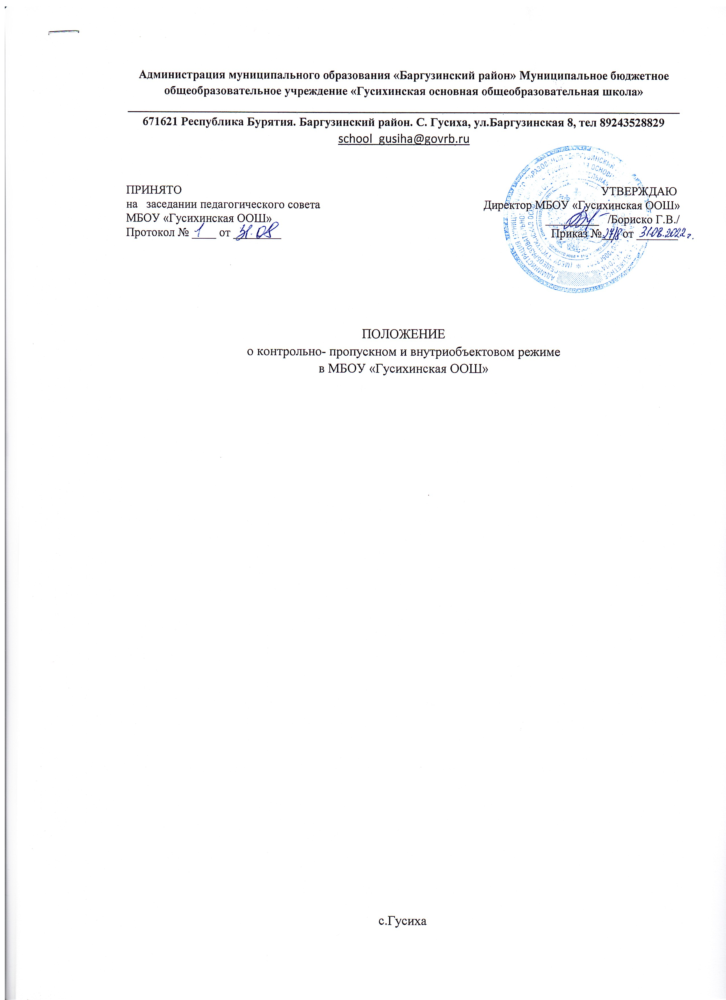 Администрация муниципального образования «Баргузинский район» Муниципальное бюджетное
общеобразовательное учреждение «Гусихинская основная общеобразовательная школа»
671621 Республика Бурятия. Баргузинский район. С. Гусиха, ул.Баргузинская 8, тел 89243528829
school_gusiha@govrb.ru
ПРИНЯТО
на заседании педагогического совета
МБОУ «Гусихинская ООШ»
Протокол № 1 от 31.08
УТВЕРЖДАЮ
Директор МБОУ «Гусихинская ООШ»
/Бориско Г.В./
Приказ № 27/8 от 31.08.2022 г.
ПОЛОЖЕНИЕ
о контрольно- пропускном и внутриобъектовом режиме
в МБОУ «Гусихинская ООШ»
с.Гусиха